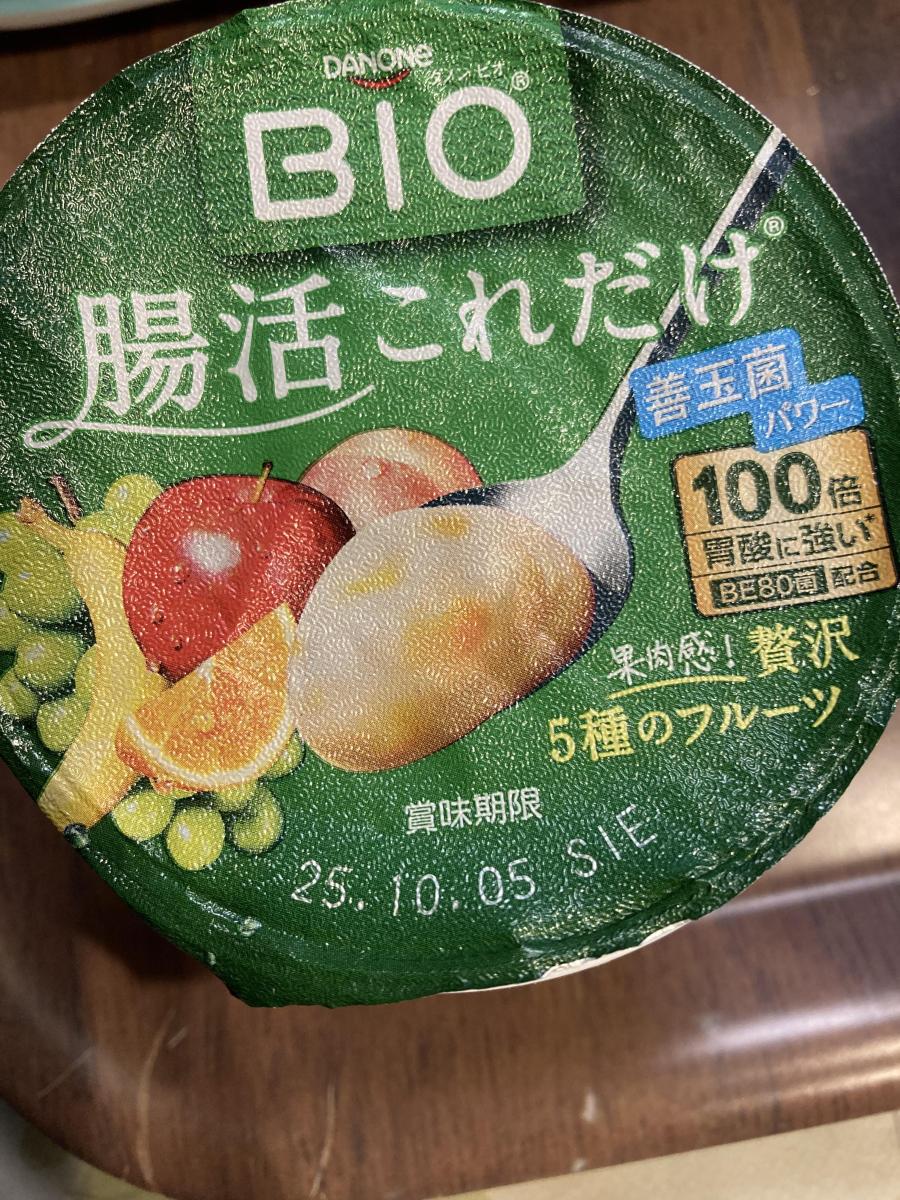 DANONE
ダノンビオ
BIO®
腸活これだけ®
善玉菌
パワー
100倍
胃酸に強い*
BE80菌 配合
果肉感! 贅沢
5種のフルーツ
賞味期限
25.10.05 SIE